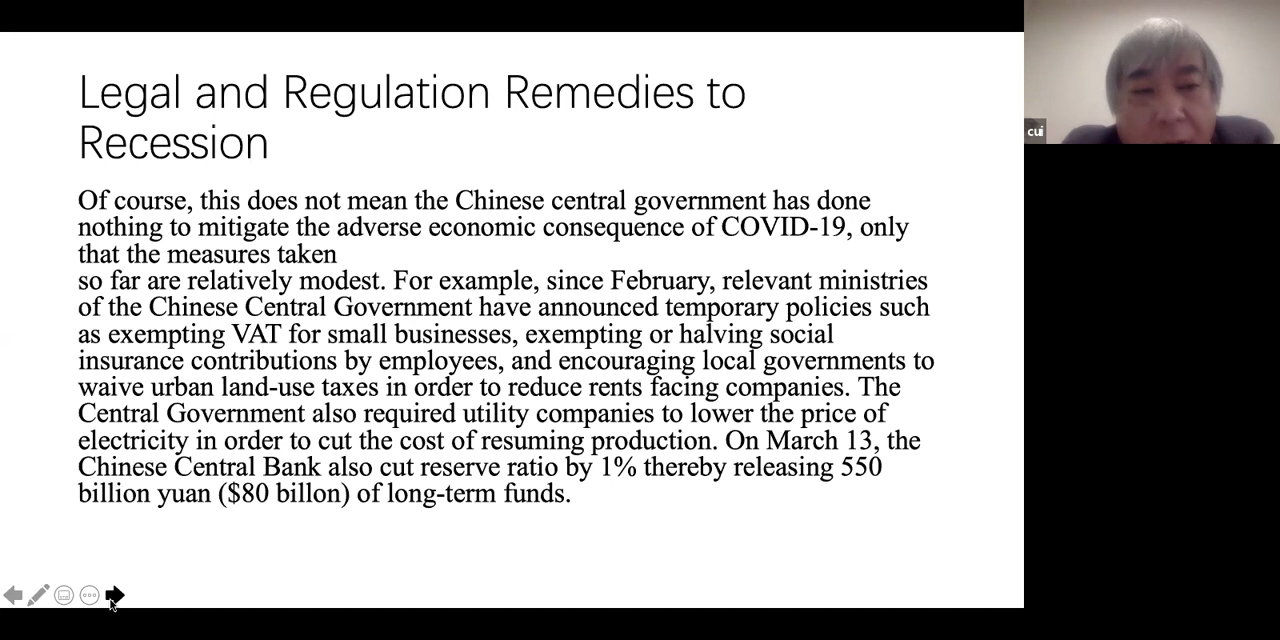 Legal and Regulation Remedies to
Recession
Of course, this does not mean the Chinese central government has done
nothing to mitigate the adverse economic consequence of COVID-19, only
that the measures taken
so far are relatively modest. For example, since February, relevant ministries
of the Chinese Central Government have announced temporary policies such
as exempting VAT for small businesses, exempting or halving social
insurance contributions by employees, and encouraging local governments to
waive urban land-use taxes in order to reduce rents facing companies. The
Central Government also required utility companies to lower the price of
electricity in order to cut the cost of resuming production. On March 13, the
Chinese Central Bank also cut reserve ratio by 1% thereby releasing 550
billion yuan ($80 billon) of long-term funds.
cui